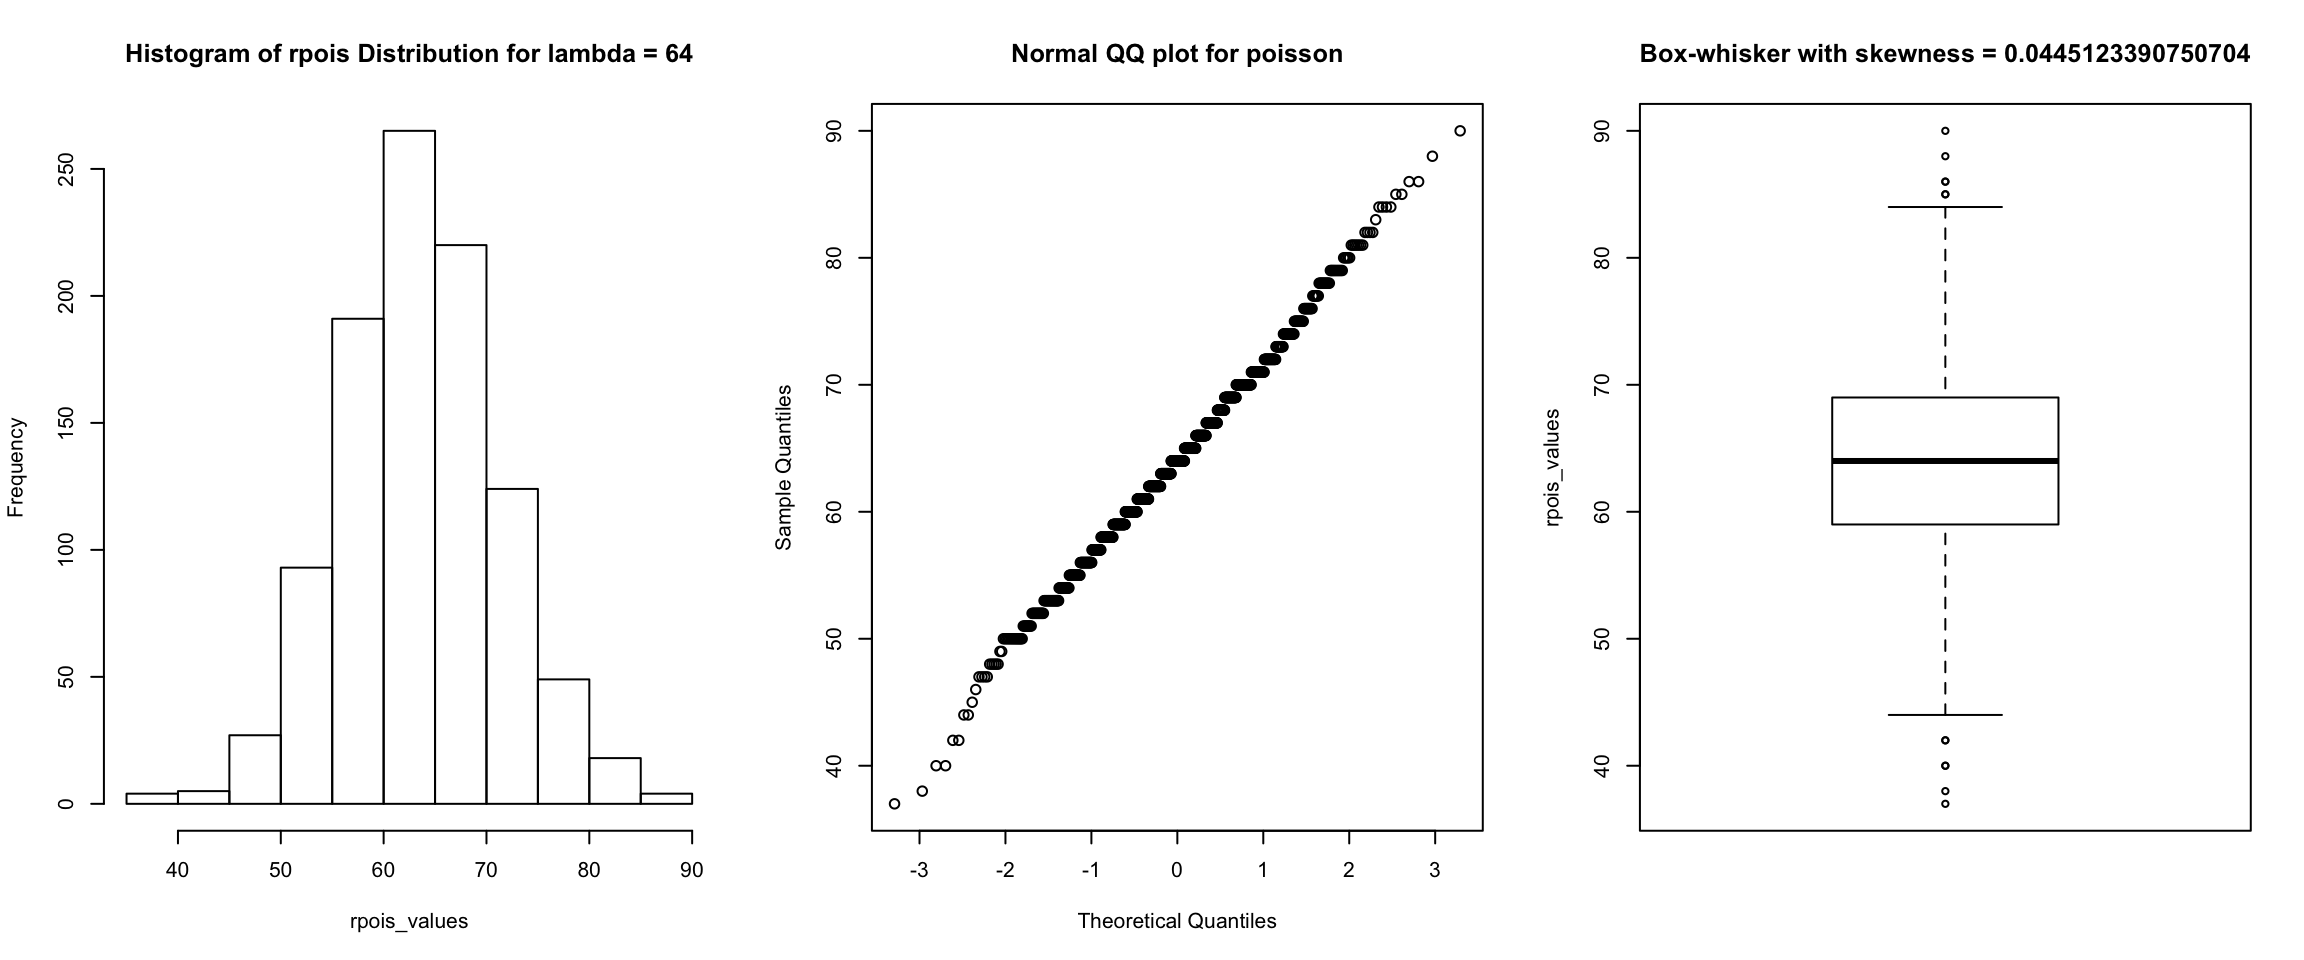 Histogram of rpois Distribution for lambda = 64
Frequency
0
50
100
150
200
250
40 50 60 70 80 90
rpois_values
Normal QQ plot for poisson
Sample Quantiles
40
50
60
70
80
90
-3 -2 -1 0 1 2 3
Theoretical Quantiles
Box-whisker with skewness = 0.0445123390750704
rpois_values
40
50
60
70
80
90